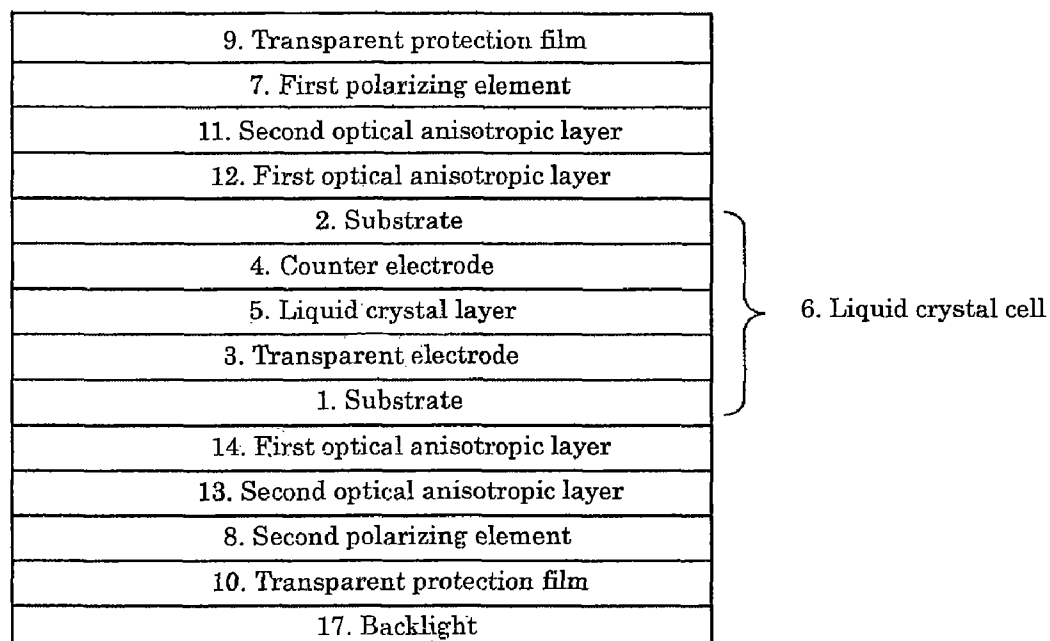 9. Transparent protection film
7. First polarizing element
11. Second optical anisotropic layer
12. First optical anisotropic layer
2. Substrate
4. Counter electrode
5. Liquid crystal layer
6. Liquid crystal cell
3. Transparent electrode
1. Substrate
14. First optical anisotropic layer
13. Second optical anisotropic layer
8. Second polarizing element
10. Transparent protection film
17. Backlight